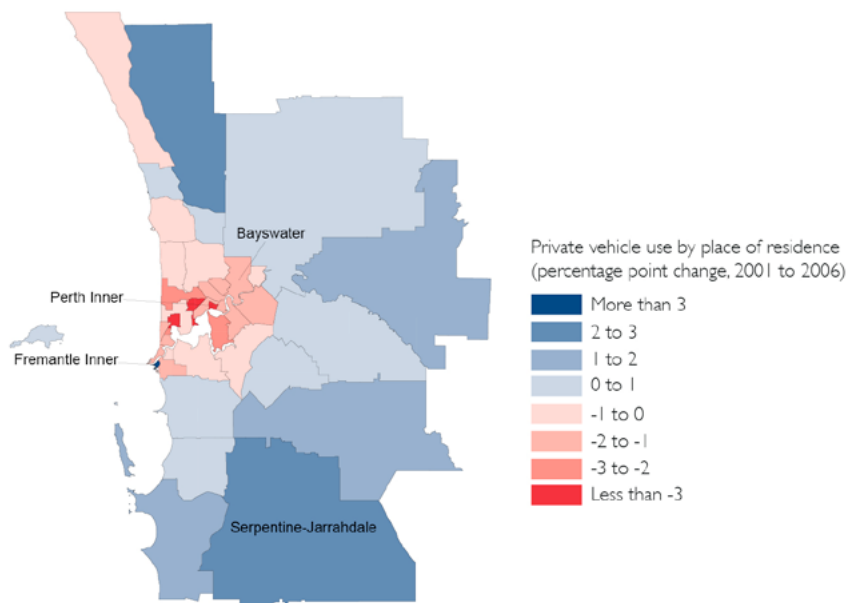 Bayswater
Perth Inner
Fremantle Inner
Serpentine-Jarrahdale
Private vehicle use by place of residence
(percentage point change, 2001 to 2006)
More than 3
2 to 3
1 to 2
0 to 1
-1 to 0
-2 to -1
-3 to -2
Less than -3